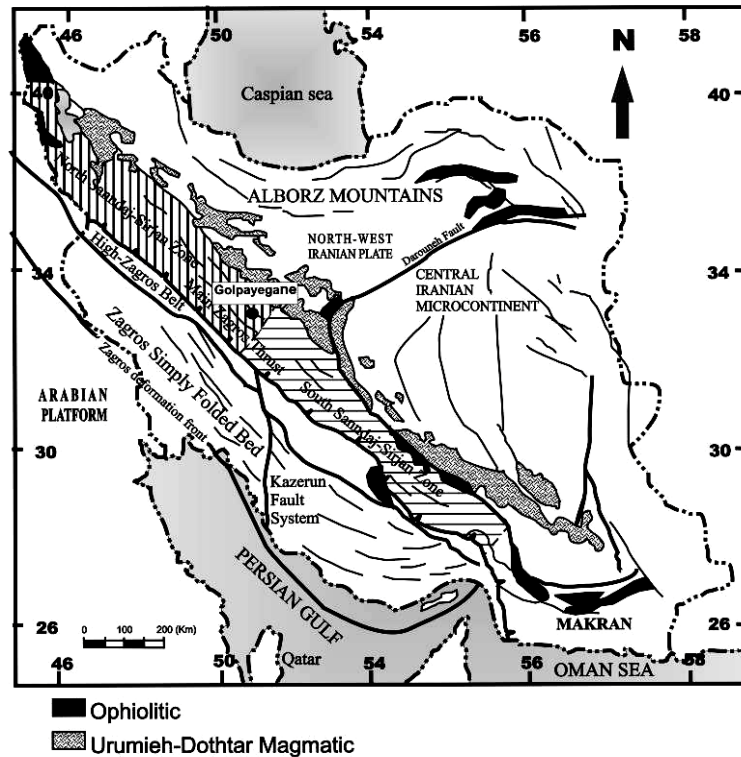 46
50
54
56
58
N
Caspian sea
40
40
North Sanndaj-Sirjan Zone
ALBORZ MOUNTAINS
NORTH-WEST
IRANIAN PLATE
Darouneh Fault
34
34
High-Zagros Belt
Main Zagros Thrust
Golpayegane
CENTRAL
IRANIAN
MICROCONTINENT
Zagros Simply Folded Bed
Zagros deformation front
ARABIAN
PLATFORM
South Sanndaj-Sirjan Zone
30
30
Kazerun
Fault
System
PERSIAN GULF
26
26
0 100 200 (Km)
MAKRAN
Qatar
OMAN SEA
46
50
54
56
58
Ophiolitic
Urumieh-Dothtar Magmatic